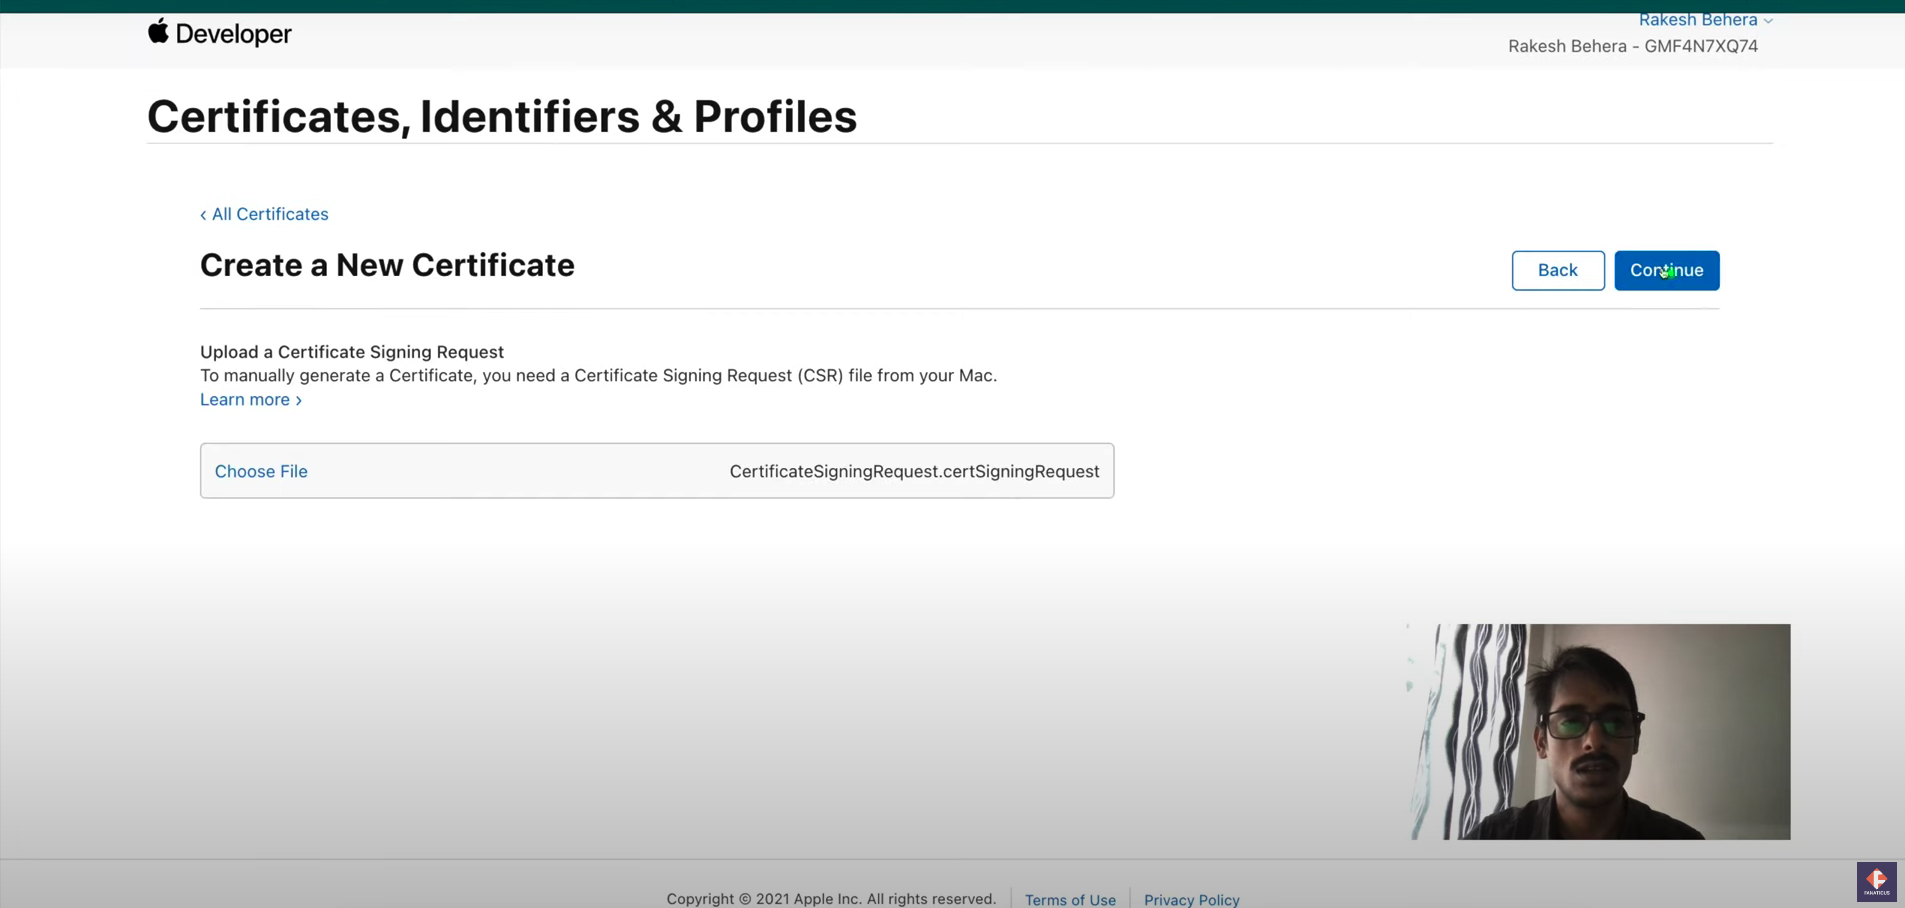 Developer
Rakesh Behera
Rakesh Behera - GMF4N7XQ74
Certificates, Identifiers & Profiles
‹ All Certificates
Create a New Certificate
Back
Continue
Upload a Certificate Signing Request
To manually generate a Certificate, you need a Certificate Signing Request (CSR) file from your Mac.
Learn more ›
Choose File
CertificateSigningRequest.certSigningRequest
Copyright © 2021 Apple Inc. All rights reserved.
Terms of Use
Privacy Policy
FANATICUS